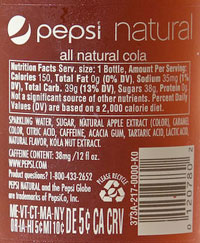 pepsi natural
all natural cola
Nutrition Facts Serv. size: 1 Bottle, Amount Per Serving:
Calories 150, Total Fat 0g (0% DV), Sodium 35mg (1%
DV), Total Carb. 39g (13% DV), Sugars 38g, Protein 0g.
Not a significant source of other nutrients. Percent Daily
Values (DV) are based on a 2,000 calorie diet.
SPARKLING WATER, SUGAR, NATURAL APPLE EXTRACT (COLOR), CARAMEL
COLOR, CITRIC ACID, CAFFEINE, ACACIA GUM, TARTARIC ACID, LACTIC ACID,
NATURAL FLAVOR, KOLA NUT EXTRACT.
CAFFEINE: 38mg /12 fl oz.
Product questions? 1-800-433-2652
PEPSI NATURAL and the Pepsi Globe
are trademarks of PepsiCo, Inc.
ME-VT-CT-MA-NY
OR-IA-HI 5¢ MI 10¢ DE 5¢ CA CRV
373A-217-0000-K0